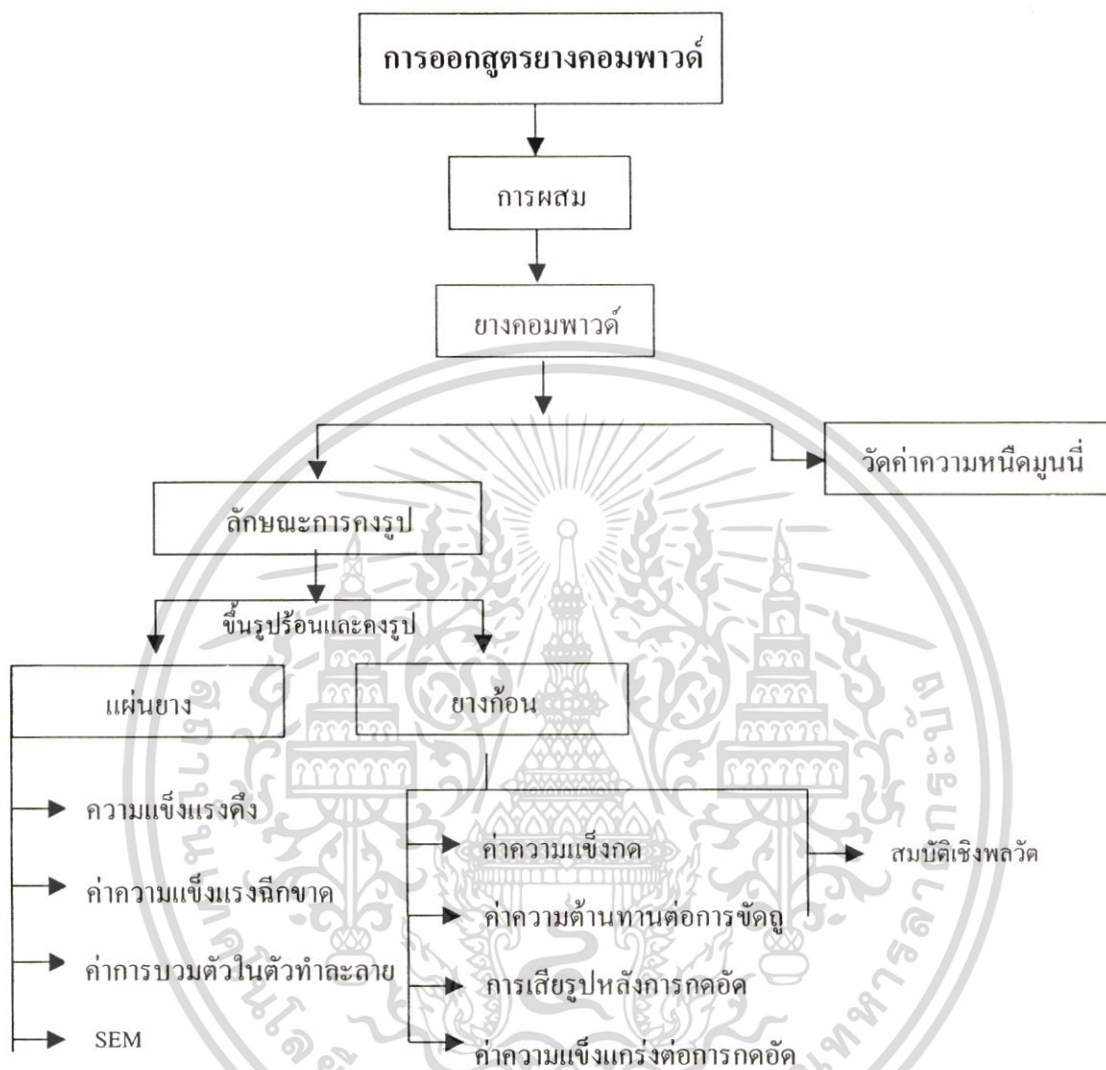 การออกสูตรยางคอมพาวด์
การผสม
ยางคอมพาวด์
วัดค่าความหนืดมูนนี่
ลักษณะการคงรูป
ขึ้นรูปร้อนและคงรูป
แผ่นยาง
ยางก้อน
ความแข็งแรงดึง
ค่าความแข็งแรงฉีกขาด
ค่าการบวมตัวในตัวทำละลาย
SEM
ค่าความแข็งกด
ค่าความต้านทานต่อการขัดถู
การเสียรูปหลังการกดอัด
ค่าความแข็งแกร่งต่อการกดอัด
สมบัติเชิงพลวัต